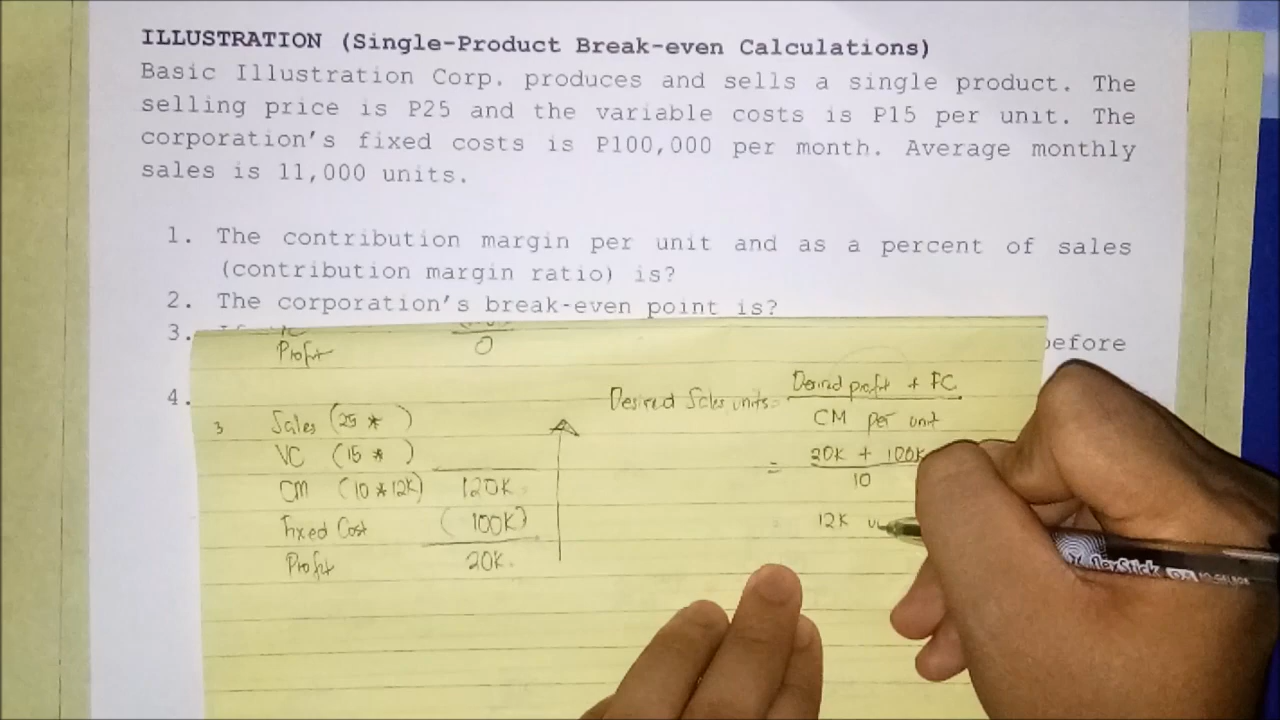 ILLUSTRATION (Single-Product Break-even Calculations)
Basic Illustration Corp. produces and sells a single product. The
selling price is P25 and the variable costs is P15 per unit. The
corporation's fixed costs is P100,000 per month. Average monthly
sales is 11,000 units.
1. The contribution margin per unit and as a percent of sales
(contribution margin ratio) is?
2. The corporation's break-even point is?
3.
before
4.
Profit 0
3 Sales (25 * )
VC (15 * )
CM (10 * 12K) 120K
Fixed Cost (100K)
Profit 20K.
Desired Sales units = Desired profit + FC
CM per unit
= 20K + 100K
10
= 12K